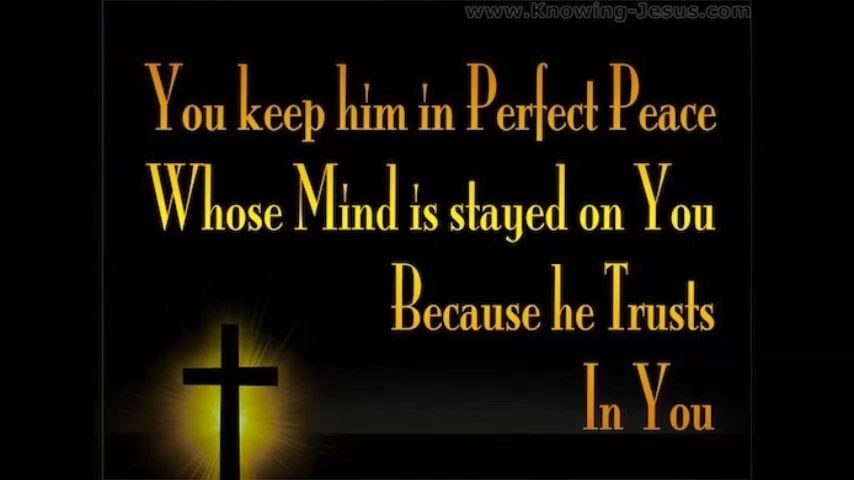 www.Knowing-Jesus.com
You keep him in Perfect Peace
Whose Mind is stayed on You
Because he Trusts
In You